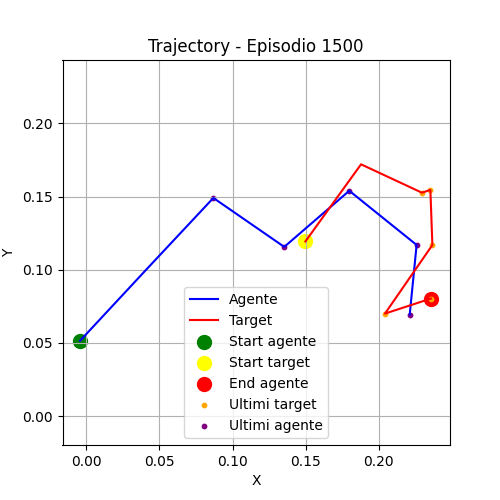 Trajectory - Episodio 1500
Y
0.20
0.15
0.10
0.05
0.00
Agente
Target
Start agente
Start target
End agente
Ultimi target
Ultimi agente
0.00 0.05 0.10 0.15 0.20
X